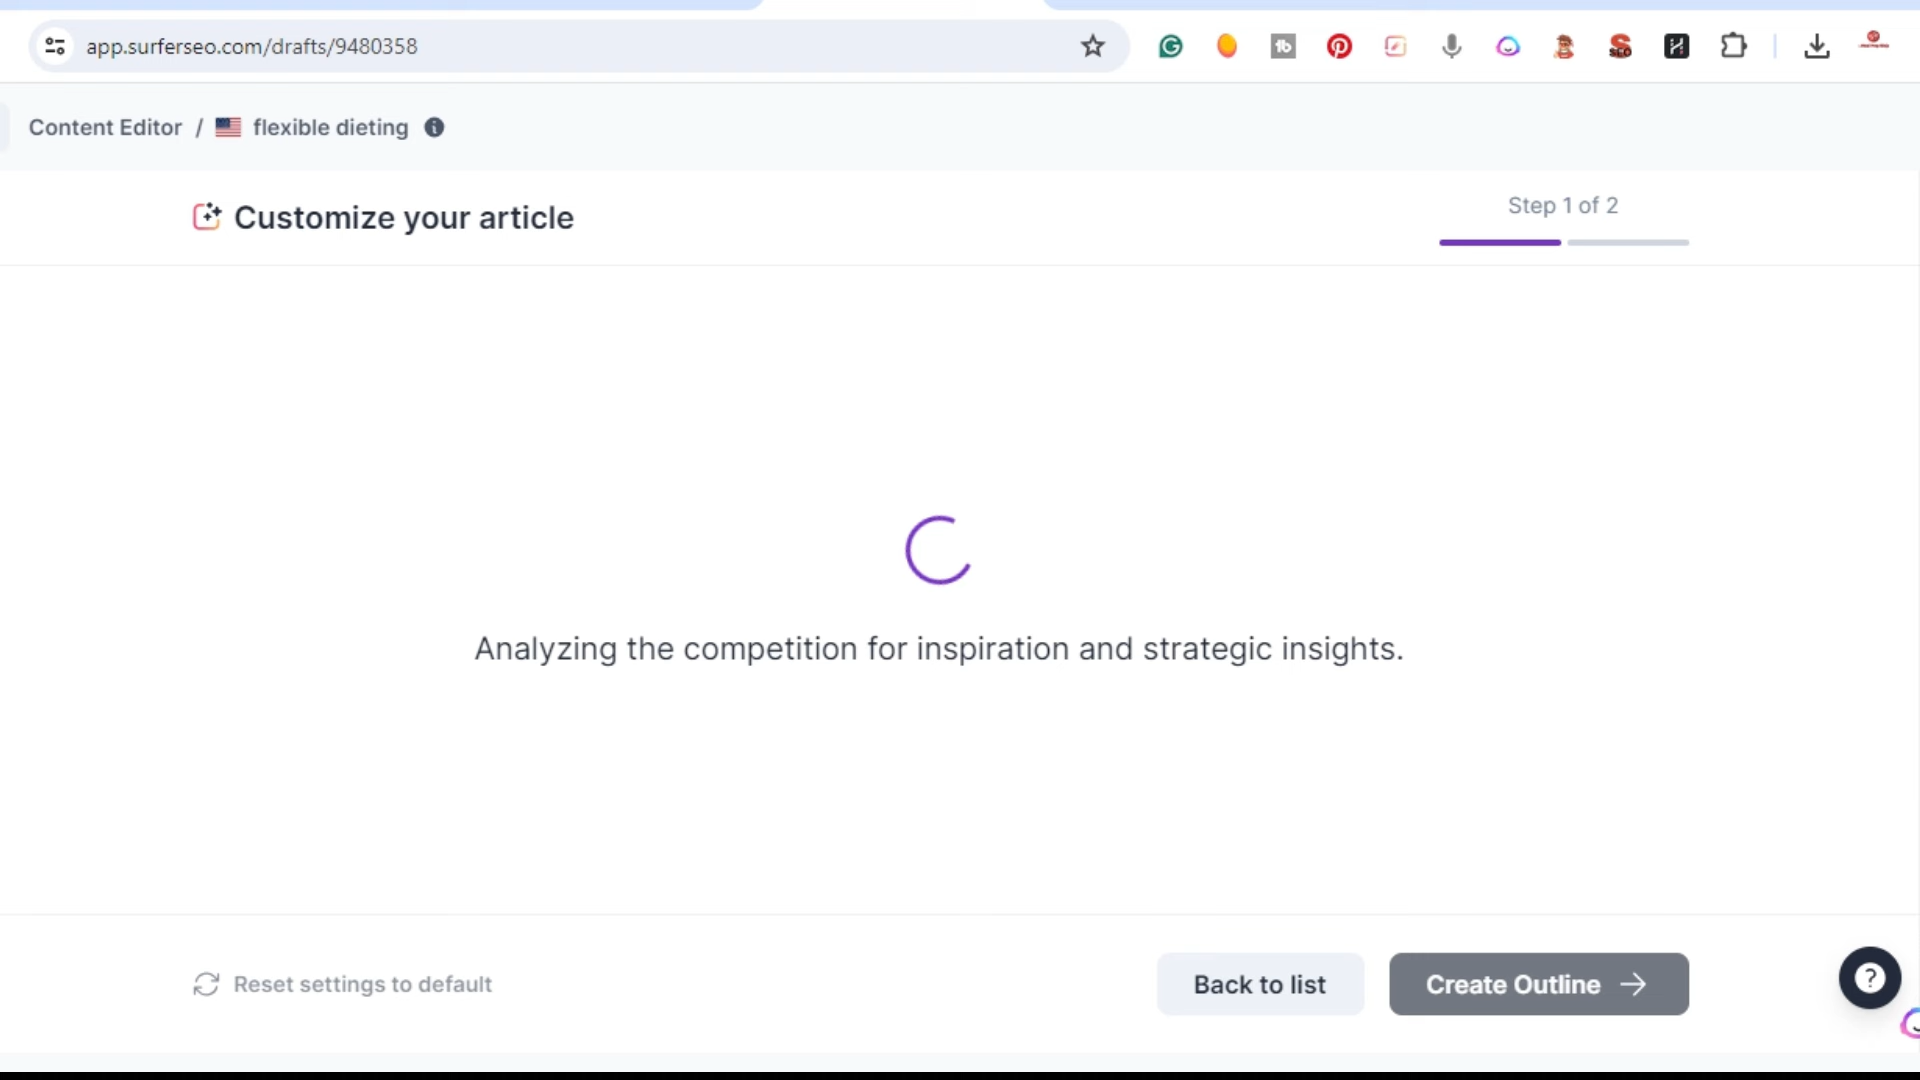 app.surferseo.com/drafts/9480358
Content Editor / flexible dieting
Customize your article
Step 1 of 2
Analyzing the competition for inspiration and strategic insights.
Reset settings to default
Back to list
Create Outline